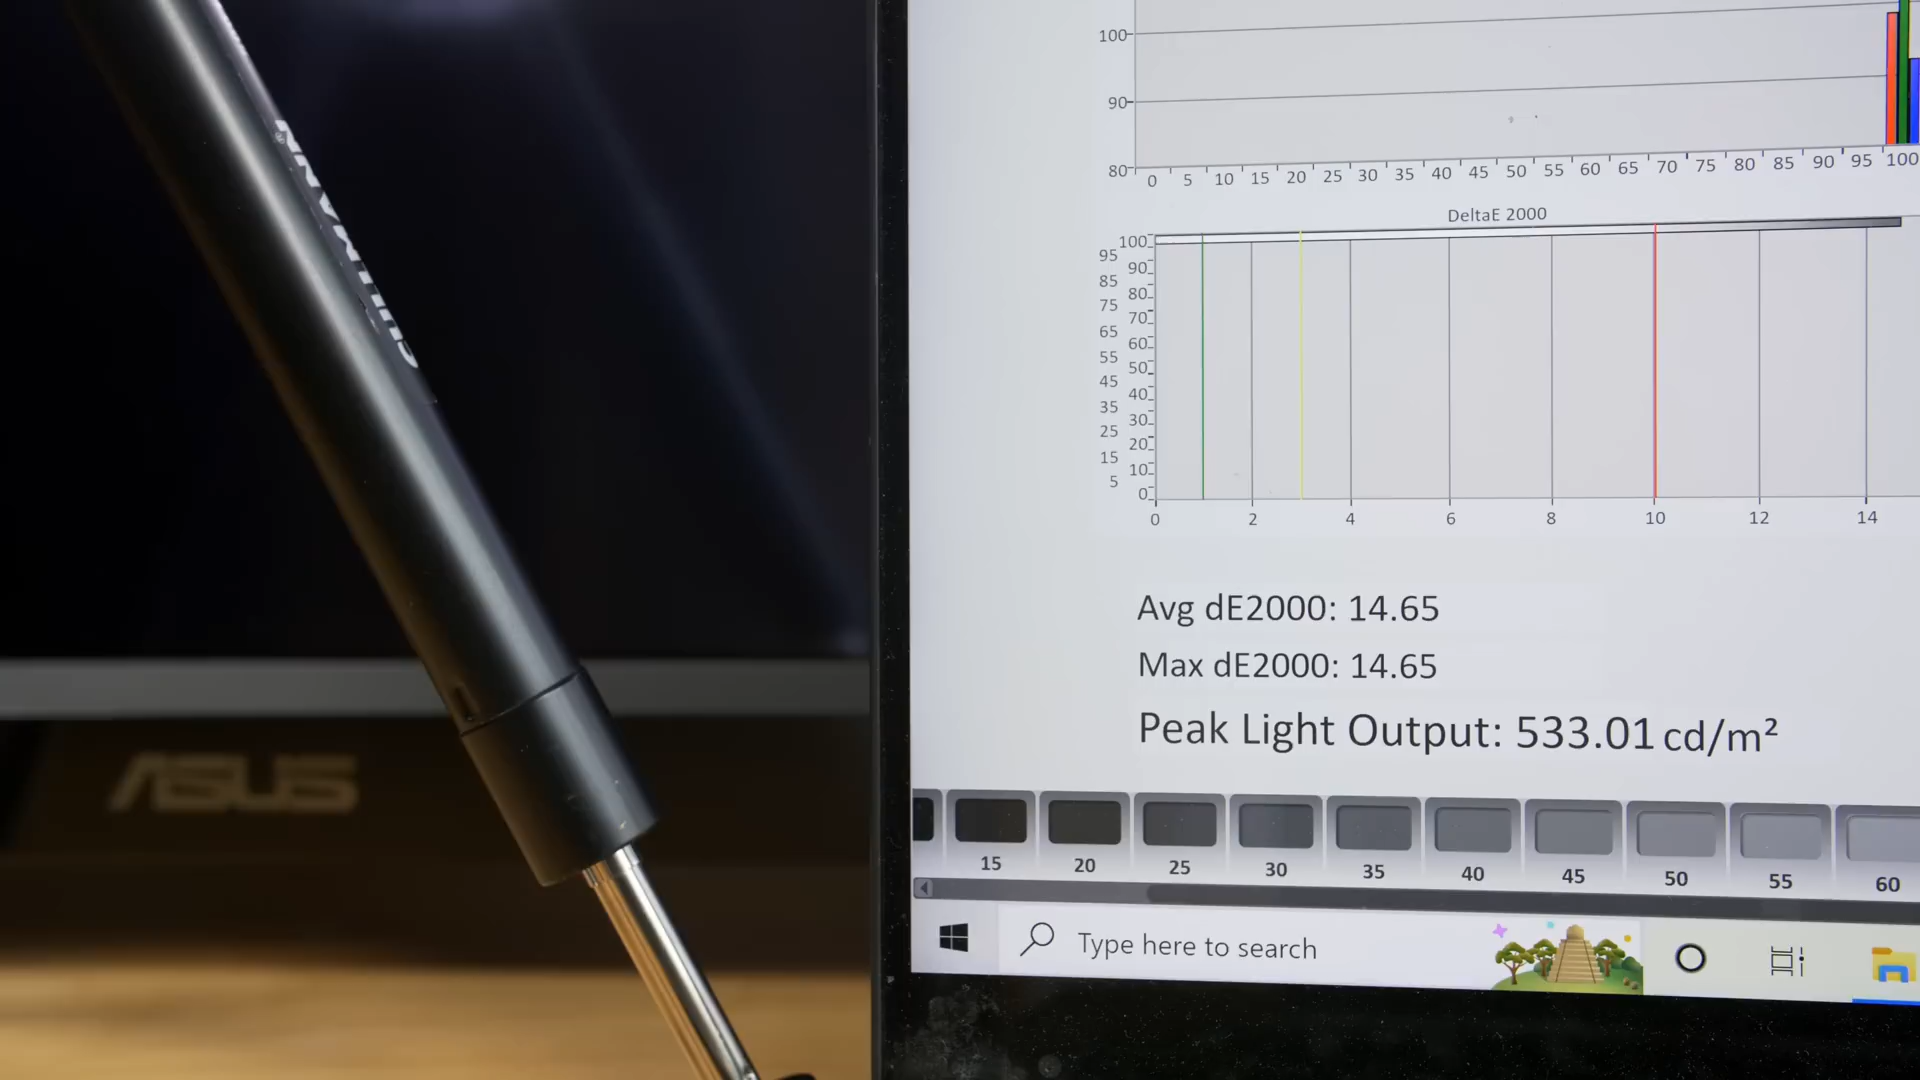 ULANZI
ASUS
100
90
80
0 5 10 15 20 25 30 35 40 45 50 55 60 65 70 75 80 85 90 95 100
DeltaE 2000
100
95
90
85
80
75
70
65
60
55
50
45
40
35
30
25
20
15
10
5
0
0 2 4 6 8 10 12 14
Avg dE2000: 14.65
Max dE2000: 14.65
Peak Light Output: 533.01 cd/m²
15 20 25 30 35 40 45 50 55 60
Type here to search